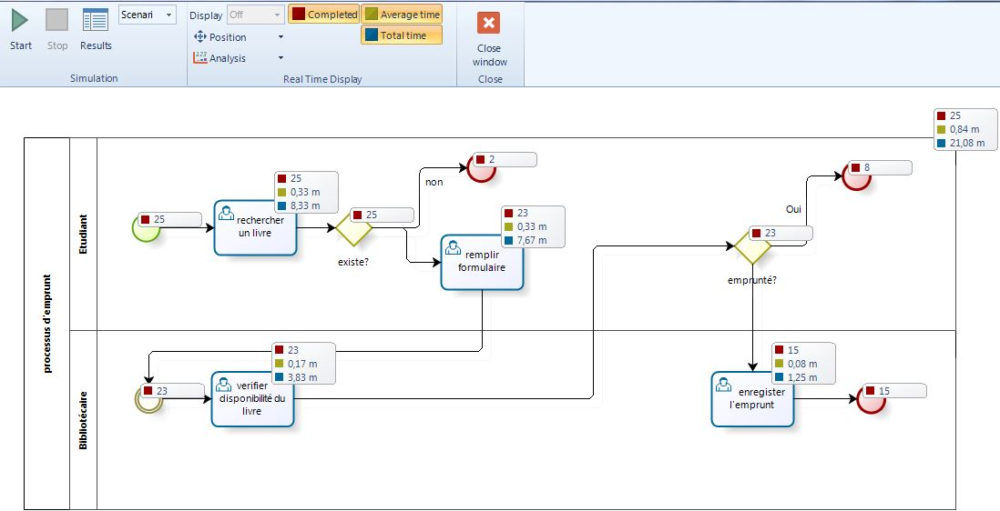 Scenari
Display Off
Completed
Average time
Total time
Position
Analysis
Start
Stop
Results
Close
window
Simulation
Real Time Display
Close
25
0,84 m
21,08 m
processus d'emprunt
Etudiant
25
25
0,33 m
8,33 m
rechercher
un livre
25
existe?
non
2
23
0,33 m
7,67 m
remplir
formulaire
8
Oui
23
emprunté?
Bibliotécaire
23
23
0,17 m
3,83 m
verifier
disponibilité du
livre
15
0,08 m
1,25 m
enregister
l'emprunt
15